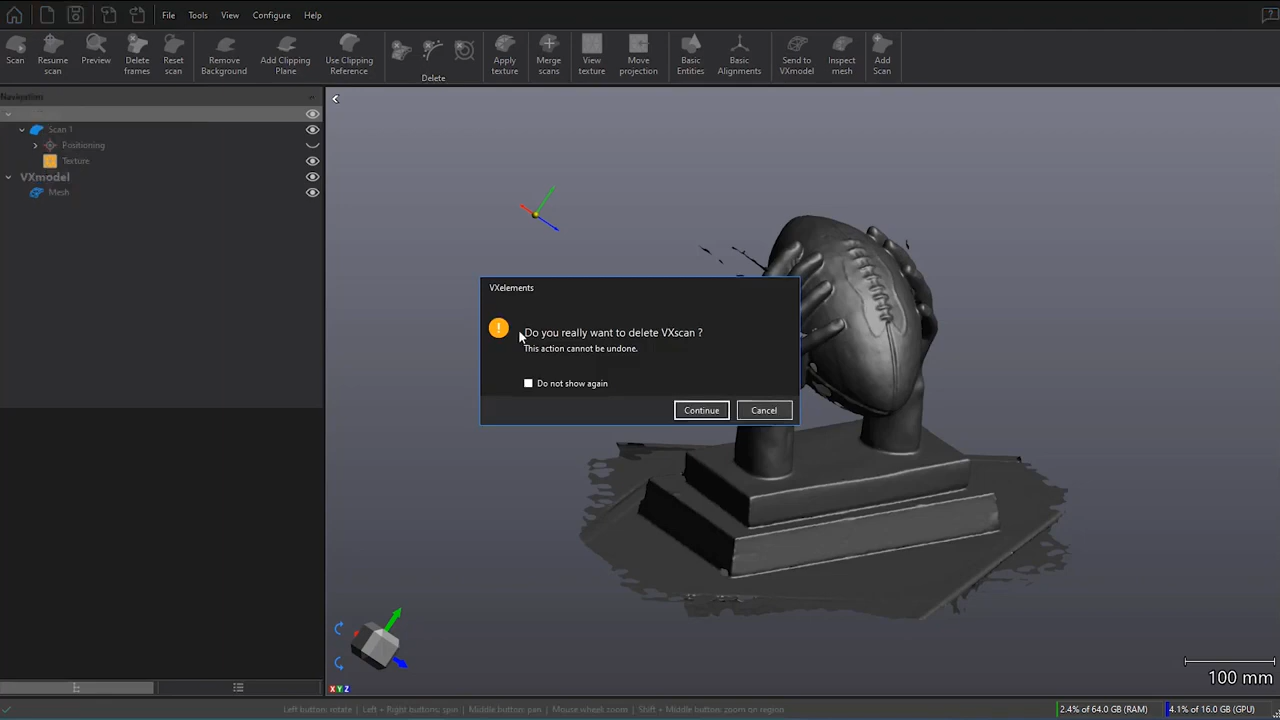 File Tools View Configure Help
Scan
Resume scan
Preview
Delete frames
Reset scan
Remove Background
Add Clipping Plane
Use Clipping Reference
Delete
Apply texture
Merge scans
View texture
Move projection
Basic Entities
Basic Alignments
Send to VXmodel
Inspect mesh
Add Scan
Navigation
Scan 1
Positioning
Texture
VXmodel
Mesh
VXelements
Do you really want to delete VXscan ?
This action cannot be undone.
Do not show again
Continue Cancel
100 mm
X Y Z
Left button: rotate | Left + Right buttons: spin | Middle button: pan | Mouse wheel: zoom | Shift + Middle button: zoom on region
2.4% of 64.0 GB (RAM) 4.1% of 16.0 GB (GPU)